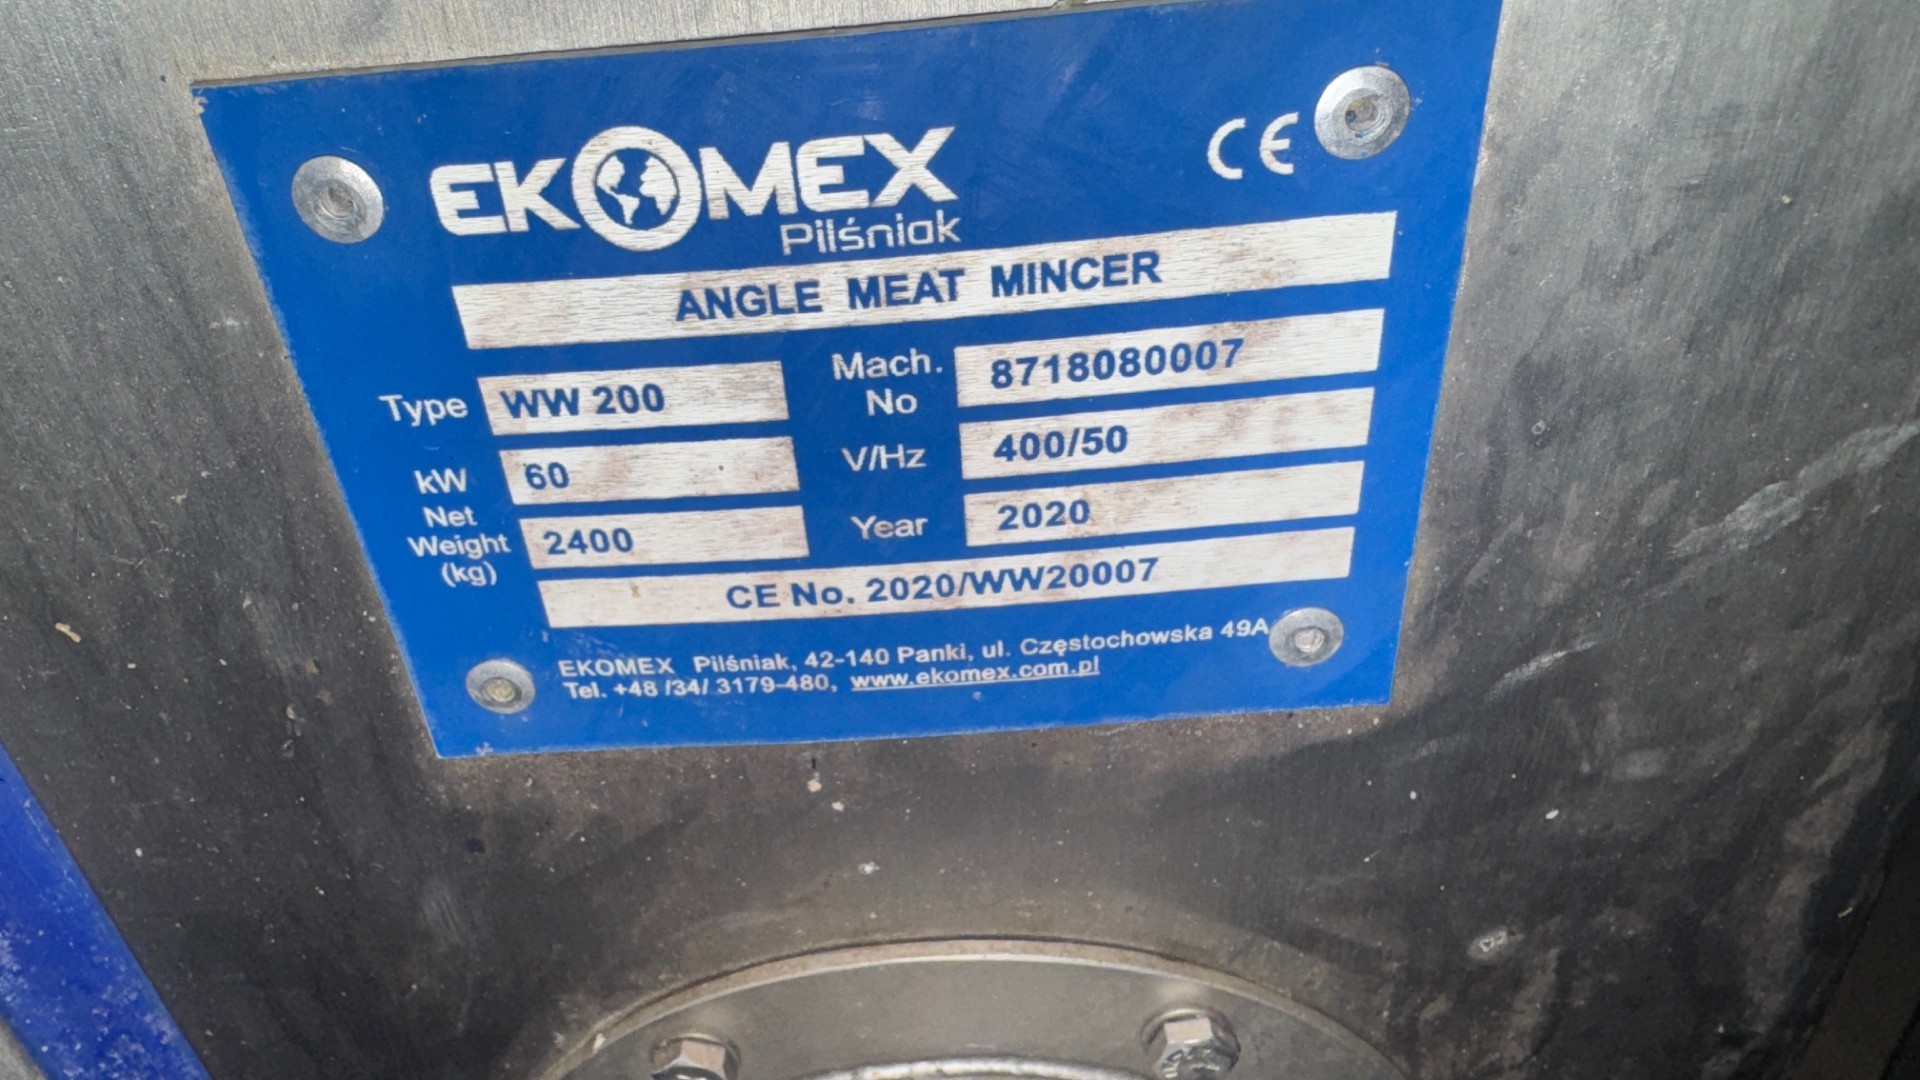 EKOMEX
Pilśniak
CE
ANGLE MEAT MINCER
Type WW 200
Mach. No 8718080007
kW 60
V/Hz 400/50
Net Weight (kg) 2400
Year 2020
CE No. 2020/WW20007
EKOMEX Pilśniak, 42-140 Panki, ul. Częstochowska 49A
Tel. +48 /34/ 3179-480, www.ekomex.com.pl